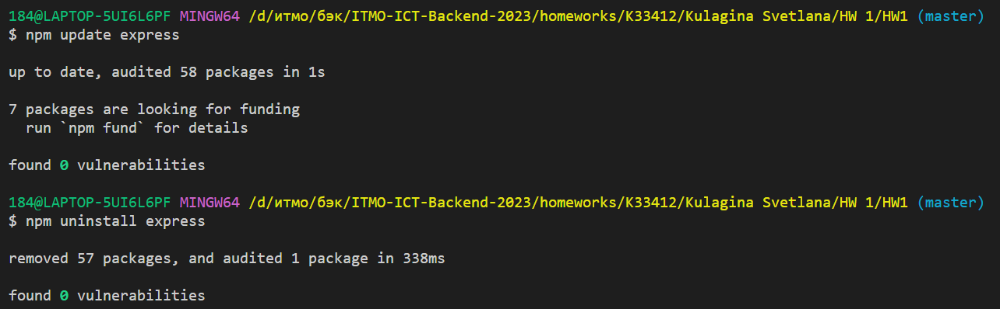 184@LAPTOP-5UI6L6PF MINGW64 /d/итмо/бэк/ITMO-ICT-Backend-2023/homeworks/K33412/Kulagina Svetlana/HW 1/HW1 (master)
$ npm update express
up to date, audited 58 packages in 1s
7 packages are looking for funding
  run `npm fund` for details
found 0 vulnerabilities
184@LAPTOP-5UI6L6PF MINGW64 /d/итмо/бэк/ITMO-ICT-Backend-2023/homeworks/K33412/Kulagina Svetlana/HW 1/HW1 (master)
$ npm uninstall express
removed 57 packages, and audited 1 package in 338ms
found 0 vulnerabilities